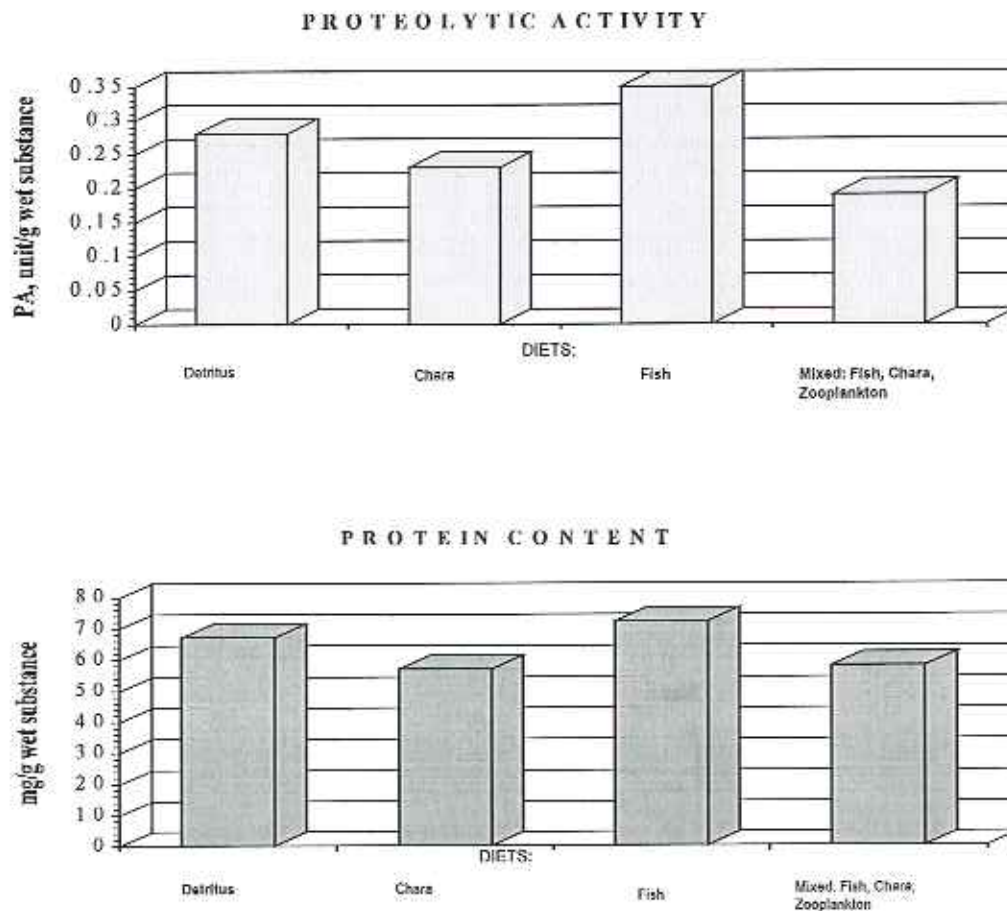 PROTEOLYTIC ACTIVITY
PA, unit/g wet substance
0.35
0.3
0.25
0.2
0.15
0.1
0.05
0
DIETS:
Detritus Chara Fish Mixed: Fish, Chara,
Zooplankton
PROTEIN CONTENT
mg/g wet substance
80
70
60
50
40
30
20
10
0
DIETS:
Detritus Chara Fish Mixed: Fish, Chara,
Zooplankton